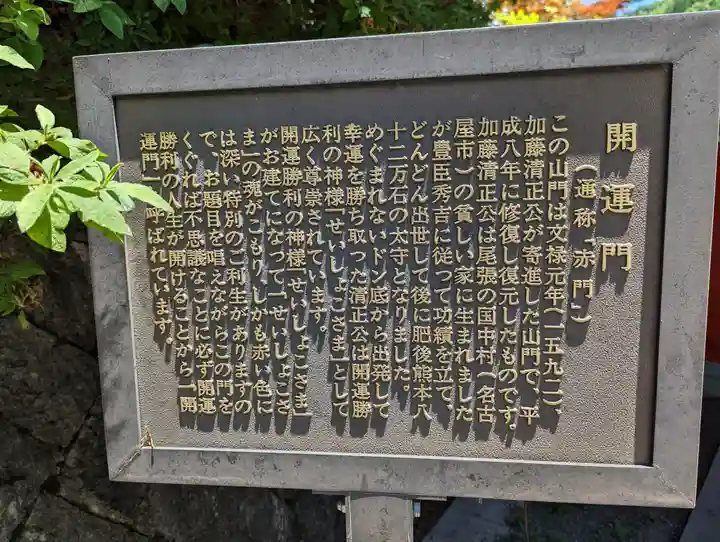 開運門
（通称「赤門」）
この山門は文禄元年（一五九二）、
加藤清正公が寄進した山門で、平
成八年に修復し復元したものです。
加藤清正公は尾張の国中村（名古
屋市）の貧しい家に生まれました
が豊臣秀吉に従って功績を立て、
どんどん出世して後に肥後熊本八
十二万石の太守となりました。
めぐまれないドン底から出発して
幸運を勝ち取った清正公は開運勝
利の神様「せいしょこさま」として
広く尊崇されています。
開運勝利の神様「せいしょこさま」
がお建てになって「せいしょこさ
ま」の魂がこもり、しかも赤い色に
は深い特別のご利生がありますの
で、お題目を唱えながらこの門を
くぐれば不思議なことに必ず開運
勝利の人生が開けることから「開
運門」と呼ばれています。